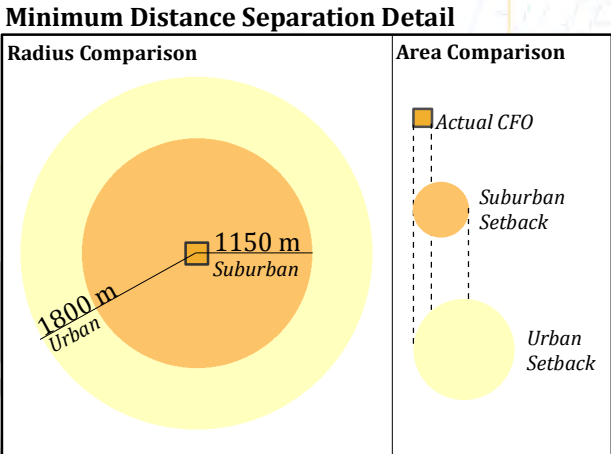 Minimum Distance Separation Detail
Radius Comparison
1150 m
Suburban
1800 m
Urban
Area Comparison
Actual CFO
Suburban
Setback
Urban
Setback